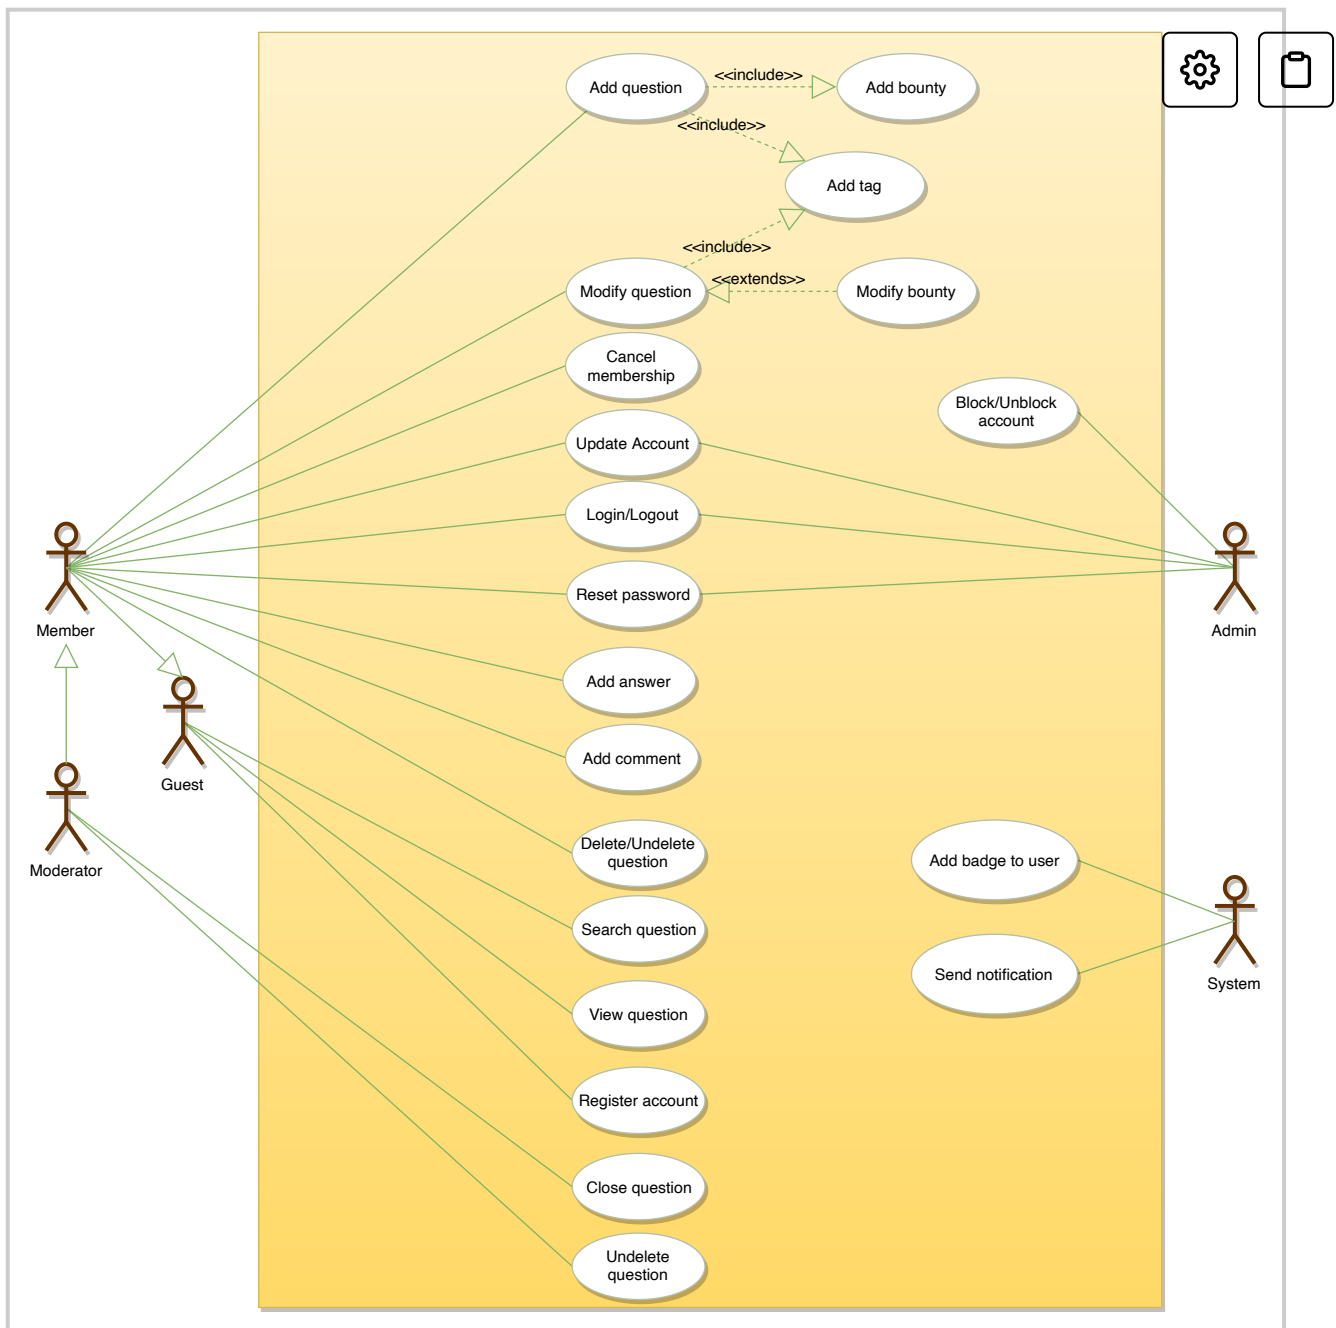 Add question
<<include>>
Add bounty
<<include>>
Add tag
<<include>>
Modify question
<<extends>>
Modify bounty
Cancel
membership
Block/Unblock
account
Update Account
Login/Logout
Reset password
Member
Admin
Add answer
Add comment
Guest
Moderator
Delete/Undelete
question
Add badge to user
Search question
Send notification
System
View question
Register account
Close question
Undelete
question